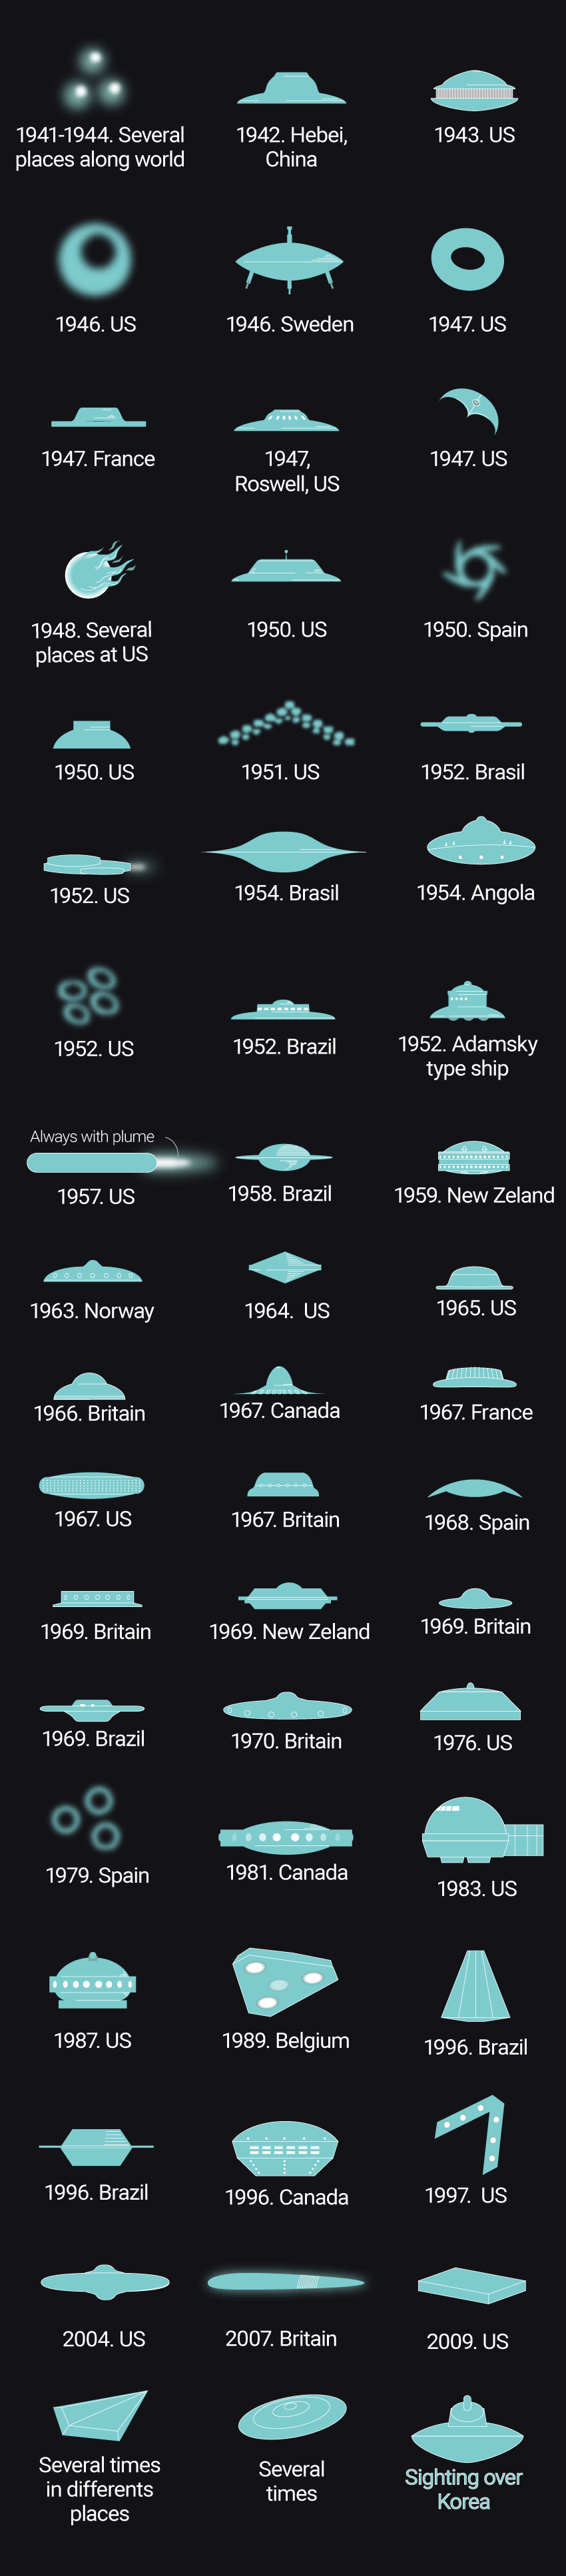 1941-1944. Several
places along world
1942. Hebei,
China
1943. US
1946. US
1946. Sweden
1947. US
1947. France
1947,
Roswell, US
1947. US
1948. Several
places at US
1950. US
1950. Spain
1950. US
1951. US
1952. Brasil
1952. US
1954. Brasil
1954. Angola
1952. US
1952. Brazil
1952. Adamsky
type ship
Always with plume
1957. US
1958. Brazil
1959. New Zeland
1963. Norway
1964. US
1965. US
1966. Britain
1967. Canada
1967. France
1967. US
1967. Britain
1968. Spain
1969. Britain
1969. New Zeland
1969. Britain
1969. Brazil
1970. Britain
1976. US
1979. Spain
1981. Canada
1983. US
1987. US
1989. Belgium
1996. Brazil
1996. Brazil
1996. Canada
1997. US
2004. US
2007. Britain
2009. US
Several times
in differents
places
Several
times
Sighting over
Korea